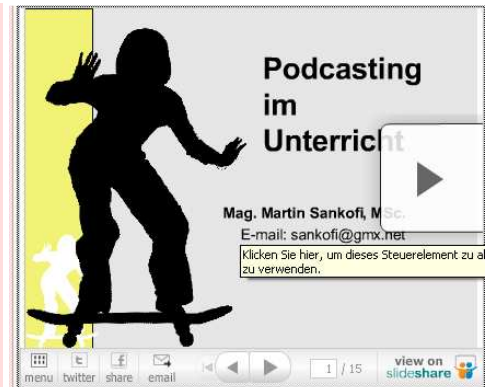 Podcasting
im
Unterricht
Mag. Martin Sankofi, MSc.
E-mail: sankofi@gmx.net
Klicken Sie hier, um dieses Steuerelement zu
zu verwenden.
menu twitter share email
1 / 15
view on
slideshare